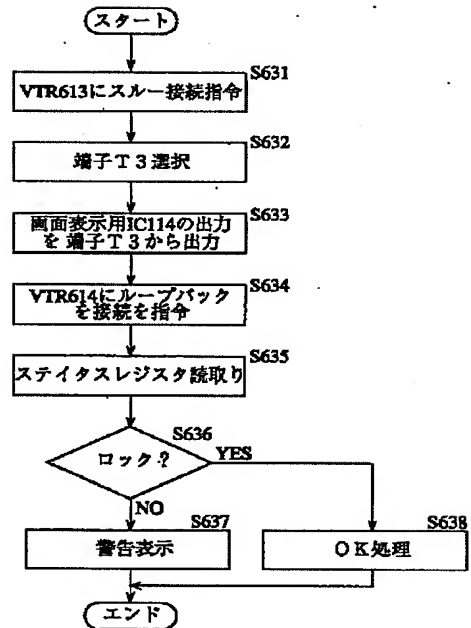 スタート
S631
VTR613にスルー接続指令
S632
端子T3選択
S633
画面表示用IC114の出力
を 端子T3から出力
S634
VTR614にループバック
を接続を指令
S635
ステイタスレジスタ読取り
S636
ロック?
YES
NO
S637
警告表示
S638
OK処理
エンド